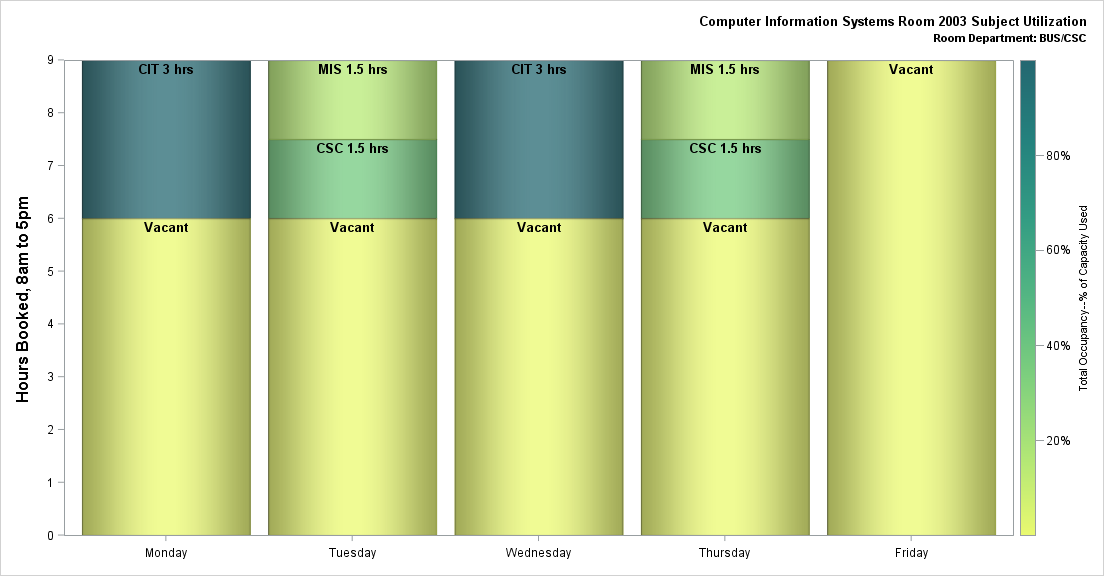 Computer Information Systems Room 2003 Subject Utilization
Room Department: BUS/CSC
Hours Booked, 8am to 5pm
9
8
7
6
5
4
3
2
1
0
CIT 3 hrs
MIS 1.5 hrs
CIT 3 hrs
MIS 1.5 hrs
Vacant
CSC 1.5 hrs
CSC 1.5 hrs
Vacant
Vacant
Vacant
Vacant
Monday
Tuesday
Wednesday
Thursday
Friday
80%
60%
40%
20%
Total Occupancy--% of Capacity Used